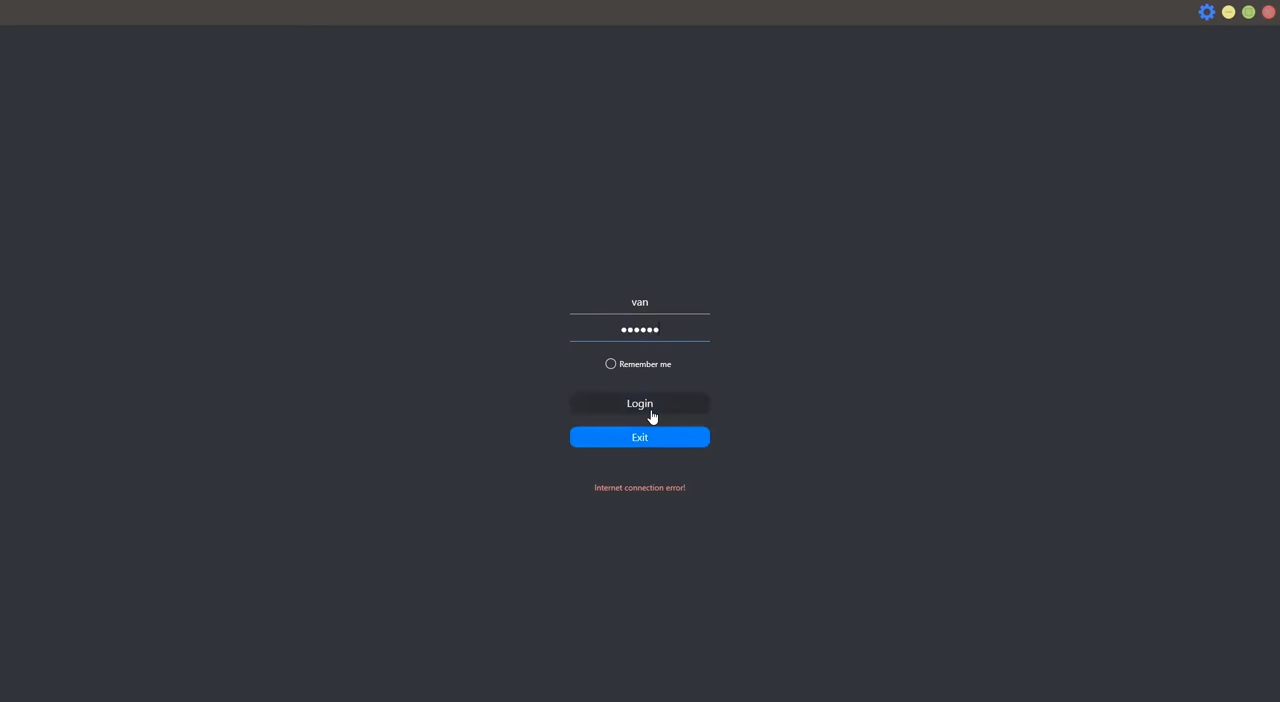 van
••••••
Remember me
Login
Exit
Internet connection error!